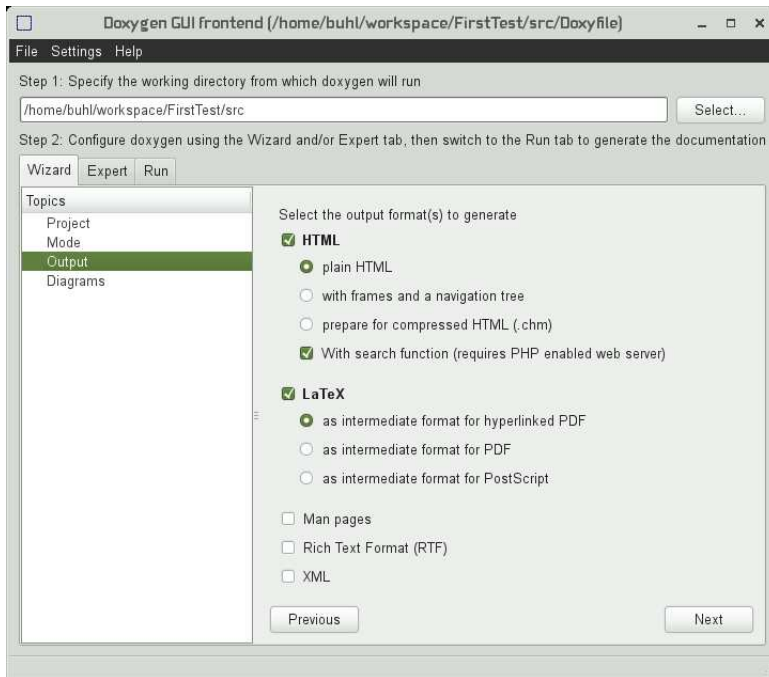 Doxygen GUI frontend (/home/buhl/workspace/FirstTest/src/Doxyfile)
File Settings Help
Step 1: Specify the working directory from which doxygen will run
/home/buhl/workspace/FirstTest/src
Select...
Step 2: Configure doxygen using the Wizard and/or Expert tab, then switch to the Run tab to generate the documentation
Wizard Expert Run
Topics
Project
Mode
Output
Diagrams
Select the output format(s) to generate
HTML
plain HTML
with frames and a navigation tree
prepare for compressed HTML (.chm)
With search function (requires PHP enabled web server)
LaTeX
as intermediate format for hyperlinked PDF
as intermediate format for PDF
as intermediate format for PostScript
Man pages
Rich Text Format (RTF)
XML
Previous
Next